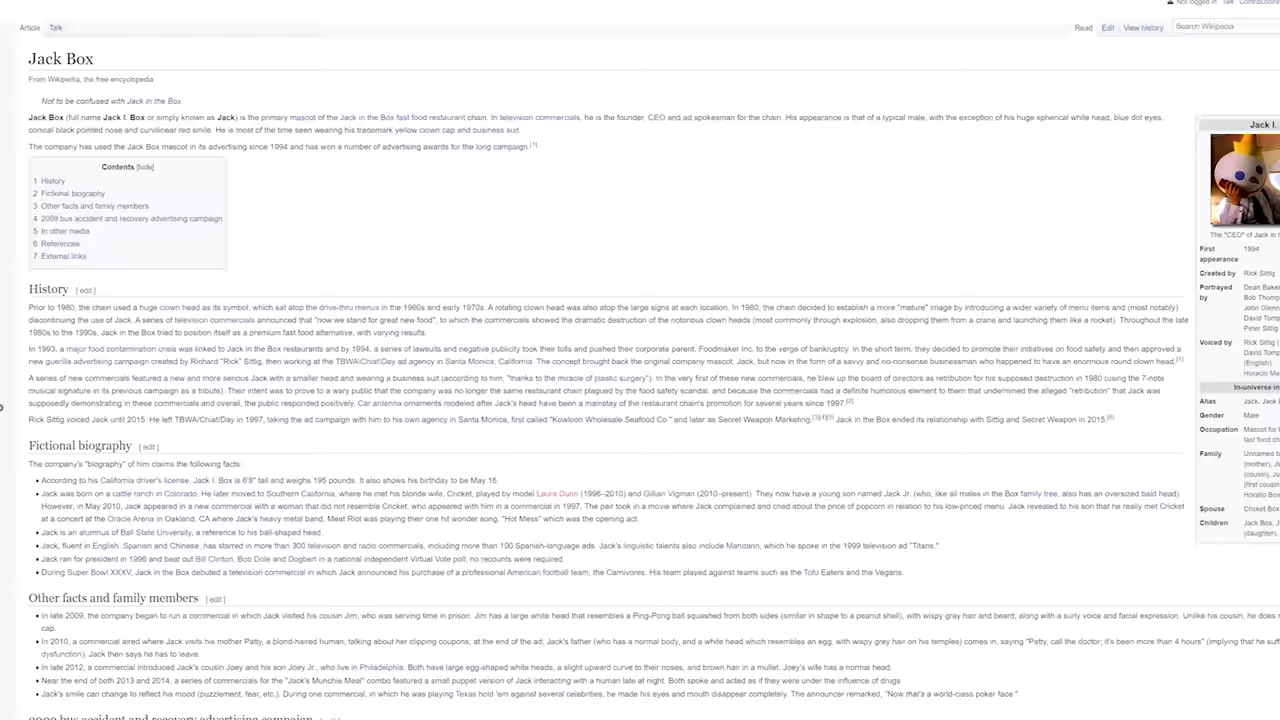 Not logged in Talk Contributions
Article Talk
Read Edit View history Search Wikipedia
Jack Box
From Wikipedia, the free encyclopedia
Not to be confused with Jack in the Box.
Jack Box (full name Jack I. Box or simply known as Jack) is the primary mascot of the Jack in the Box fast food restaurant chain. In television commercials, he is the founder, CEO and ad spokesman for the chain. His appearance is that of a typical male, with the exception of his huge spherical white head, blue dot eyes,
conical black pointed nose and curvilinear red smile. He is most of the time seen wearing his trademark yellow clown cap and business suit.
The company has used the Jack Box mascot in its advertising since 1994 and has won a number of advertising awards for the long campaign.[1]
Contents [hide]
1 History
2 Fictional biography
3 Other facts and family members
4 2009 bus accident and recovery advertising campaign
5 In other media
6 References
7 External links
Jack I.
The "CEO" of Jack in t
First appearance 1994
Created by Rick Sittig
Portrayed by Dean Baker
Bob Thomp
John Glenn
David Tomp
Peter Sittig
Voiced by Rick Sittig (
David Tomp
(English)
Horacio Ma
In-universe in
Alias Jack, Jack I
Gender Male
Occupation Mascot for
fast food ch
Family Unnamed f
(mother), J
(cousin), Jo
(first cousin
Horatio Box
Spouse Cricket Box
Children Jack Box, J
(daughter),
History [ edit ]
Prior to 1980, the chain used a huge clown head as its symbol, which sat atop the drive-thru menus in the 1960s and early 1970s. A rotating clown head was also atop the large signs at each location. In 1980, the chain decided to establish a more "mature" image by introducing a wider variety of menu items and (most notably)
discontinuing the use of Jack. A series of television commercials announced that "now we stand for great new food", to which the commercials showed the dramatic destruction of the notorious clown heads (most commonly through explosion, also dropping them from a crane and launching them like a rocket). Throughout the late
1980s to the 1990s, Jack in the Box tried to position itself as a premium fast food alternative, with varying results.
In 1993, a major food contamination crisis was linked to Jack in the Box restaurants and by 1994, a series of lawsuits and negative publicity took their tolls and pushed their corporate parent, Foodmaker Inc. to the verge of bankruptcy. In the short term, they decided to promote their initiatives on food safety and then approved a
new guerilla advertising campaign created by Richard "Rick" Sittig, then working at the TBWA\Chiat\Day ad agency in Santa Monica, California. The concept brought back the original company mascot, Jack, but now in the form of a savvy and no-nonsense businessman who happened to have an enormous round clown head.[1]
A series of new commercials featured a new and more serious Jack with a smaller head and wearing a business suit (according to him, "thanks to the miracle of plastic surgery"). In the very first of these new commercials, he blew up the board of directors as retribution for his supposed destruction in 1980 (using the 7-note
musical signature in its previous campaign as a tribute). Their intent was to prove to a wary public that the company was no longer the same restaurant chain plagued by the food safety scandal, and because the commercials had a definite humorous element to them that undermined the alleged "retribution" that Jack was
supposedly demonstrating in these commercials and overall, the public responded positively. Car antenna ornaments modeled after Jack's head have been a mainstay of the restaurant chain's promotion for several years since 1997.[2]
Rick Sittig voiced Jack until 2015. He left TBWA/Chiat/Day in 1997, taking the ad campaign with him to his own agency in Santa Monica, first called "Kowloon Wholesale Seafood Co." and later as Secret Weapon Marketing.[3][4][5] Jack in the Box ended its relationship with Sittig and Secret Weapon in 2015.[6]
Fictional biography [ edit ]
The company's "biography" of him claims the following facts:
• According to his California driver's license, Jack I. Box is 6'8" tall and weighs 195 pounds. It also shows his birthday to be May 16.
• Jack was born on a cattle ranch in Colorado. He later moved to Southern California, where he met his blonde wife, Cricket, played by model Laura Dunn (1996–2010) and Gillian Vigman (2010–present). They now have a young son named Jack Jr. (who, like all males in the Box family tree, also has an oversized bald head)
However, in May 2010, Jack appeared in a new commercial with a woman that did not resemble Cricket, who appeared with him in a commercial in 1997. The pair took in a movie where Jack complained and cried about the price of popcorn in relation to his low-priced menu. Jack revealed to his son that he really met Cricket
at a concert at the Oracle Arena in Oakland, CA where Jack's heavy metal band, Meat Riot was playing their one hit wonder song, "Hot Mess" which was the opening act.
• Jack is an alumnus of Ball State University, a reference to his ball-shaped head.
• Jack, fluent in English, Spanish and Chinese, has starred in more than 300 television and radio commercials, including more than 100 Spanish-language ads. Jack's linguistic talents also include Mandarin, which he spoke in the 1999 television ad "Titans."
• Jack ran for president in 1996 and beat out Bill Clinton, Bob Dole and Dogbert in a national independent Virtual Vote poll; no recounts were required.
• During Super Bowl XXXV, Jack in the Box debuted a television commercial in which Jack announced his purchase of a professional American football team, the Carnivores. His team played against teams such as the Tofu Eaters and the Vegans.
Other facts and family members [ edit ]
• In late 2009, the company began to run a commercial in which Jack visited his cousin Jim, who was serving time in prison. Jim has a large white head that resembles a Ping-Pong ball squashed from both sides (similar in shape to a peanut shell), with wispy gray hair and beard, along with a surly voice and facial expression. Unlike his cousin, he does n
cap.
• In 2010, a commercial aired where Jack visits his mother Patty, a blond-haired human, talking about her clipping coupons; at the end of the ad, Jack's father (who has a normal body, and a white head which resembles an egg, with wispy grey hair on his temples) comes in, saying "Patty, call the doctor; it's been more than 4 hours" (implying that he suff
dysfunction). Jack then says he has to leave.
• In late 2012, a commercial introduced Jack's cousin Joey and his son Joey Jr., who live in Philadelphia. Both have large egg-shaped white heads, a slight upward curve to their noses, and brown hair in a mullet. Joey's wife has a normal head.
• Near the end of both 2013 and 2014, a series of commercials for the "Jack's Munchie Meal" combo featured a small puppet version of Jack interacting with a human late at night. Both spoke and acted as if they were under the influence of drugs
• Jack's smile can change to reflect his mood (puzzlement, fear, etc.). During one commercial, in which he was playing Texas hold 'em against several celebrities, he made his eyes and mouth disappear completely. The announcer remarked, "Now that's a world-class poker face."
2009 bus accident and recovery advertising campaign